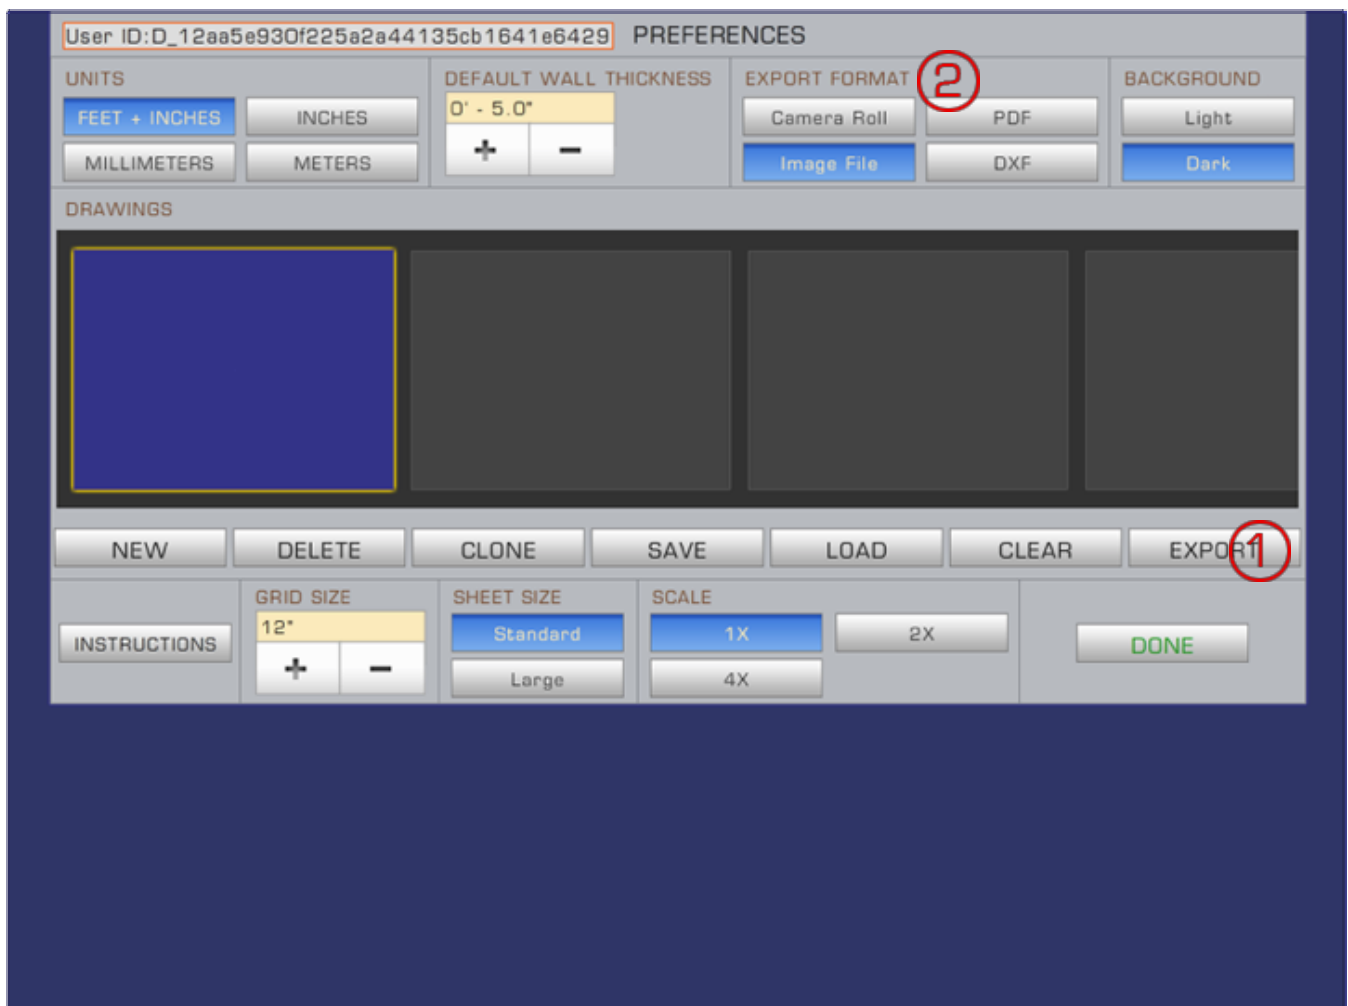 User ID:D_12aa5e930f225a2a44135cb1641e6429 PREFERENCES
UNITS DEFAULT WALL THICKNESS EXPORT FORMAT 2 BACKGROUND
FEET + INCHES INCHES 0' - 5.0" Camera Roll PDF Light
+ −
MILLIMETERS METERS Image File DXF Dark
DRAWINGS
NEW DELETE CLONE SAVE LOAD CLEAR EXPORT 1
GRID SIZE SHEET SIZE SCALE
INSTRUCTIONS 12" Standard 1X 2X DONE
+ − Large 4X